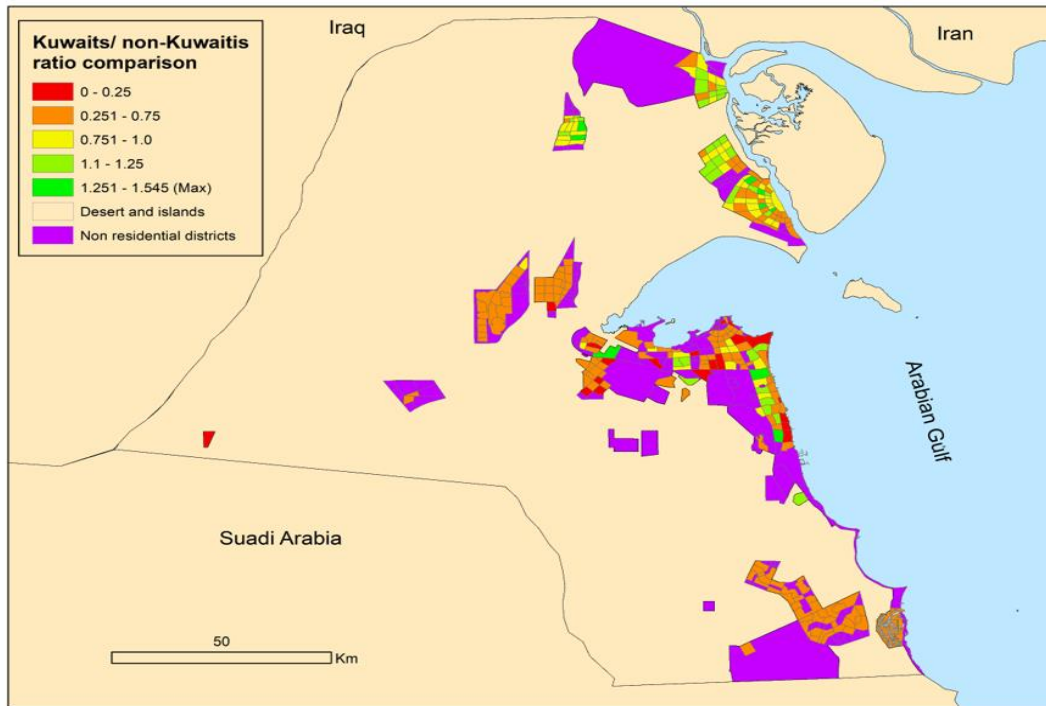 Iraq
Iran
Kuwaits/ non-Kuwaitis
ratio comparison
0 - 0.25
0.251 - 0.75
0.751 - 1.0
1.1 - 1.25
1.251 - 1.545 (Max)
Desert and islands
Non residential districts
Arabian Gulf
Suadi Arabia
50
Km